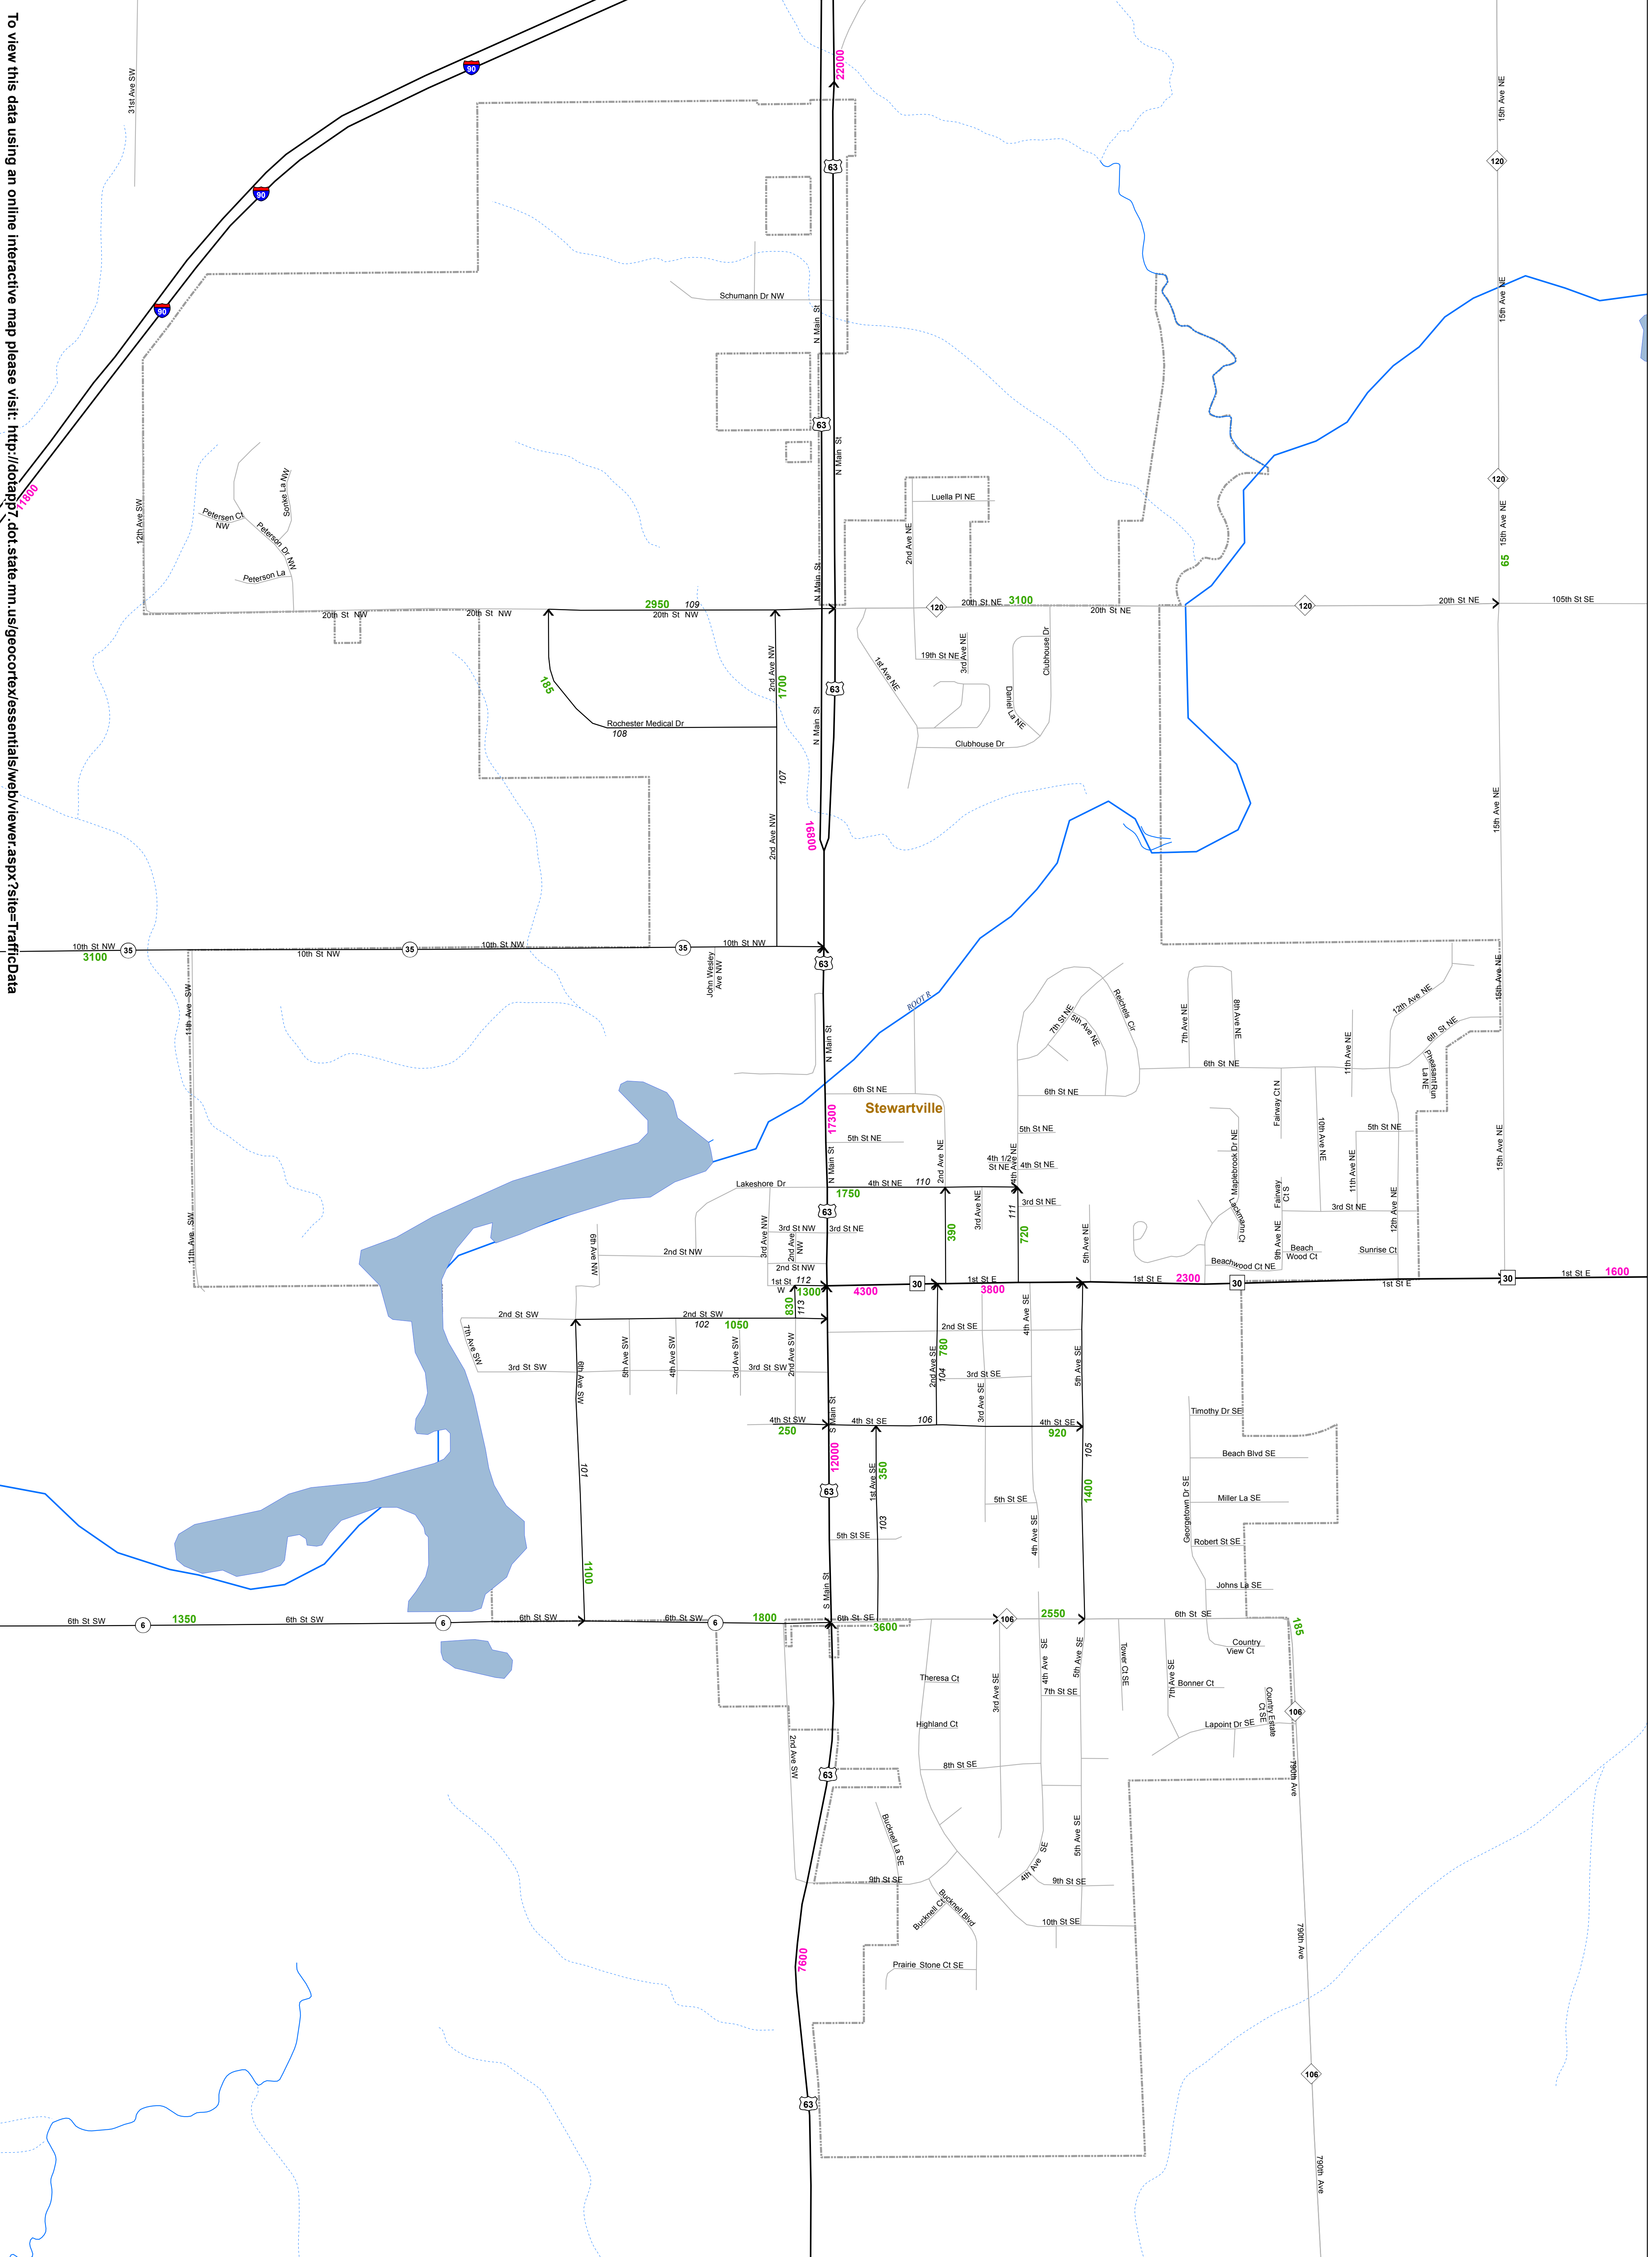 To view this data using an online interactive map please visit: http://dotapp7.dot.state.mn.us/geocortex/essentials/web/viewer.aspx?site=TrafficData
31st Ave SW
90
90
90
11800
22000
63
15th Ave NE
120
15th Ave NE
Schumann Dr NW
N Main St
63
N Main St
120
15th Ave NE
65
12th Ave SW
Petersen Ct
NW
Sioske La NW
Peterson Dr NW
Peterson La
Luella Pl NE
2nd Ave NE
N Main St
20th St NW
20th St NW
2950
109
20th St NW
120
20th St NE
3100
20th St NE
120
20th St NE
105th St SE
185
2nd Ave NW
1700
63
1st Ave NE
19th St NE
3rd Ave NE
Clubhouse Dr
Daniel La NE
Clubhouse Dr
Rochester Medical Dr
108
N Main St
107
2nd Ave NW
16800
15th Ave NE
10th St NW
3100
35
10th St NW
35
10th St NW
35
10th St NW
John Wesley
Ave NW
63
11th Ave SW
N Main St
ROOT R
Reichels Cir
7th St NE
5th Ave NE
7th Ave NE
8th Ave NE
12th Ave NE
15th Ave NE
11th Ave NE
6th St NE
6th St NE
Pheasant Run
La NE
6th St NE
6th St NE
Stewartville
17300
5th St NE
5th St NE
Fairway Ct N
10th Ave NE
5th St NE
4th 1/2
St NE
4th St NE
4th Ave NE
2nd Ave NE
N Main St
Maplebrook Dr NE
11th Ave NE
15th Ave NE
Lakeshore Dr
1750
4th St NE
110
3rd Ave NE
111
3rd St NE
Fairway
Ct S
3rd St NE
12th Ave NE
11th Ave SW
63
3rd Ave NW
3rd St NW
3rd St NE
2nd Ave
NW
390
720
5th Ave NE
Lackmann Ct
9th Ave NE
Beach
Wood Ct
Sunrise Ct
6th Ave NW
2nd St NW
2nd St NW
Beachwood Ct NE
1st St
W
112
1300
4300
30
1st St E
3800
1st St E
2300
30
1st St E
30
1st St E
1600
830
113
2nd St SW
2nd St SW
102
1050
7th Ave SW
3rd St SW
6th Ave SW
5th Ave SW
4th Ave SW
3rd Ave SW
3rd St SW
2nd Ave SW
2nd St SE
780
2nd Ave SE
104
3rd St SE
3rd Ave SE
4th Ave SE
5th Ave SE
S Main St
4th St SW
250
4th St SE
106
4th St SE
920
Timothy Dr SE
101
12000
350
1st Ave SE
105
1400
Beach Blvd SE
63
103
5th St SE
Georgetown Dr SE
Miller La SE
5th St SE
4th Ave SE
Robert St SE
1100
S Main St
Johns La SE
6th St SW
6
1350
6th St SW
6
6th St SW
6th St SW
6
1800
6th St SE
3600
106
2550
6th St SE
185
Country
View Ct
4th Ave SE
5th Ave SE
Tower Ct SE
7th Ave SE
Theresa Ct
3rd Ave SE
7th St SE
Bonner Ct
Country Estate
Ct SE
106
Highland Ct
Lapoint Dr SE
2nd Ave SW
63
8th St SE
790th Ave
Bucknell La SE
4th Ave SE
5th Ave SE
9th St SE
9th St SE
Bucknell Ct
Bucknell Blvd
10th St SE
790th Ave
7600
Prairie Stone Ct SE
106
63
790th Ave